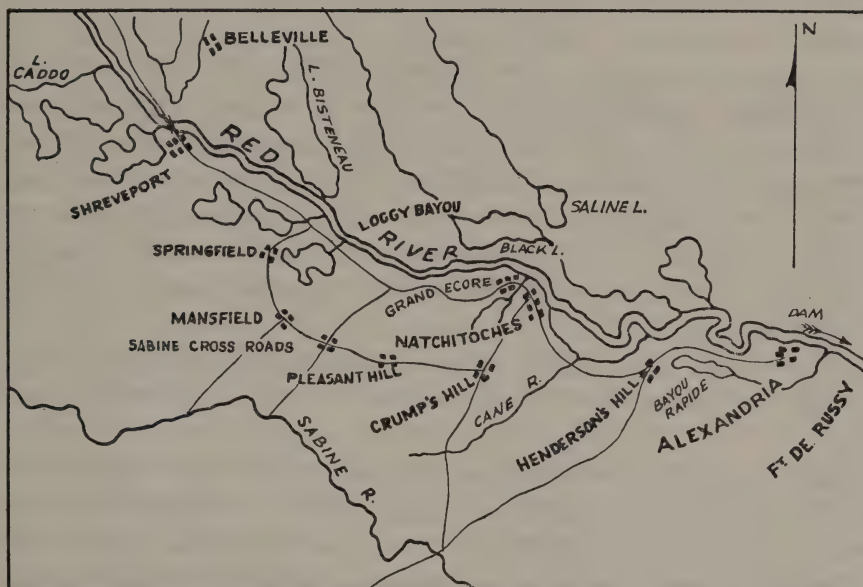 N
BELLEVILLE
L.
CADDO
L. BISTENEAU
RED
SHREVEPORT
SALINE L.
LOGGY BAYOU
RIVER
BLACK L.
SPRINGFIELD
GRAND ECORE
DAM
MANSFIELD
NATCHITOCHES
SABINE CROSS ROADS
PLEASANT HILL
CRUMP'S HILL
CANE R.
HENDERSON'S HILL
BAYOU
RAPIDE
ALEXANDRIA
FT. DE RUSSY
SABINE R.